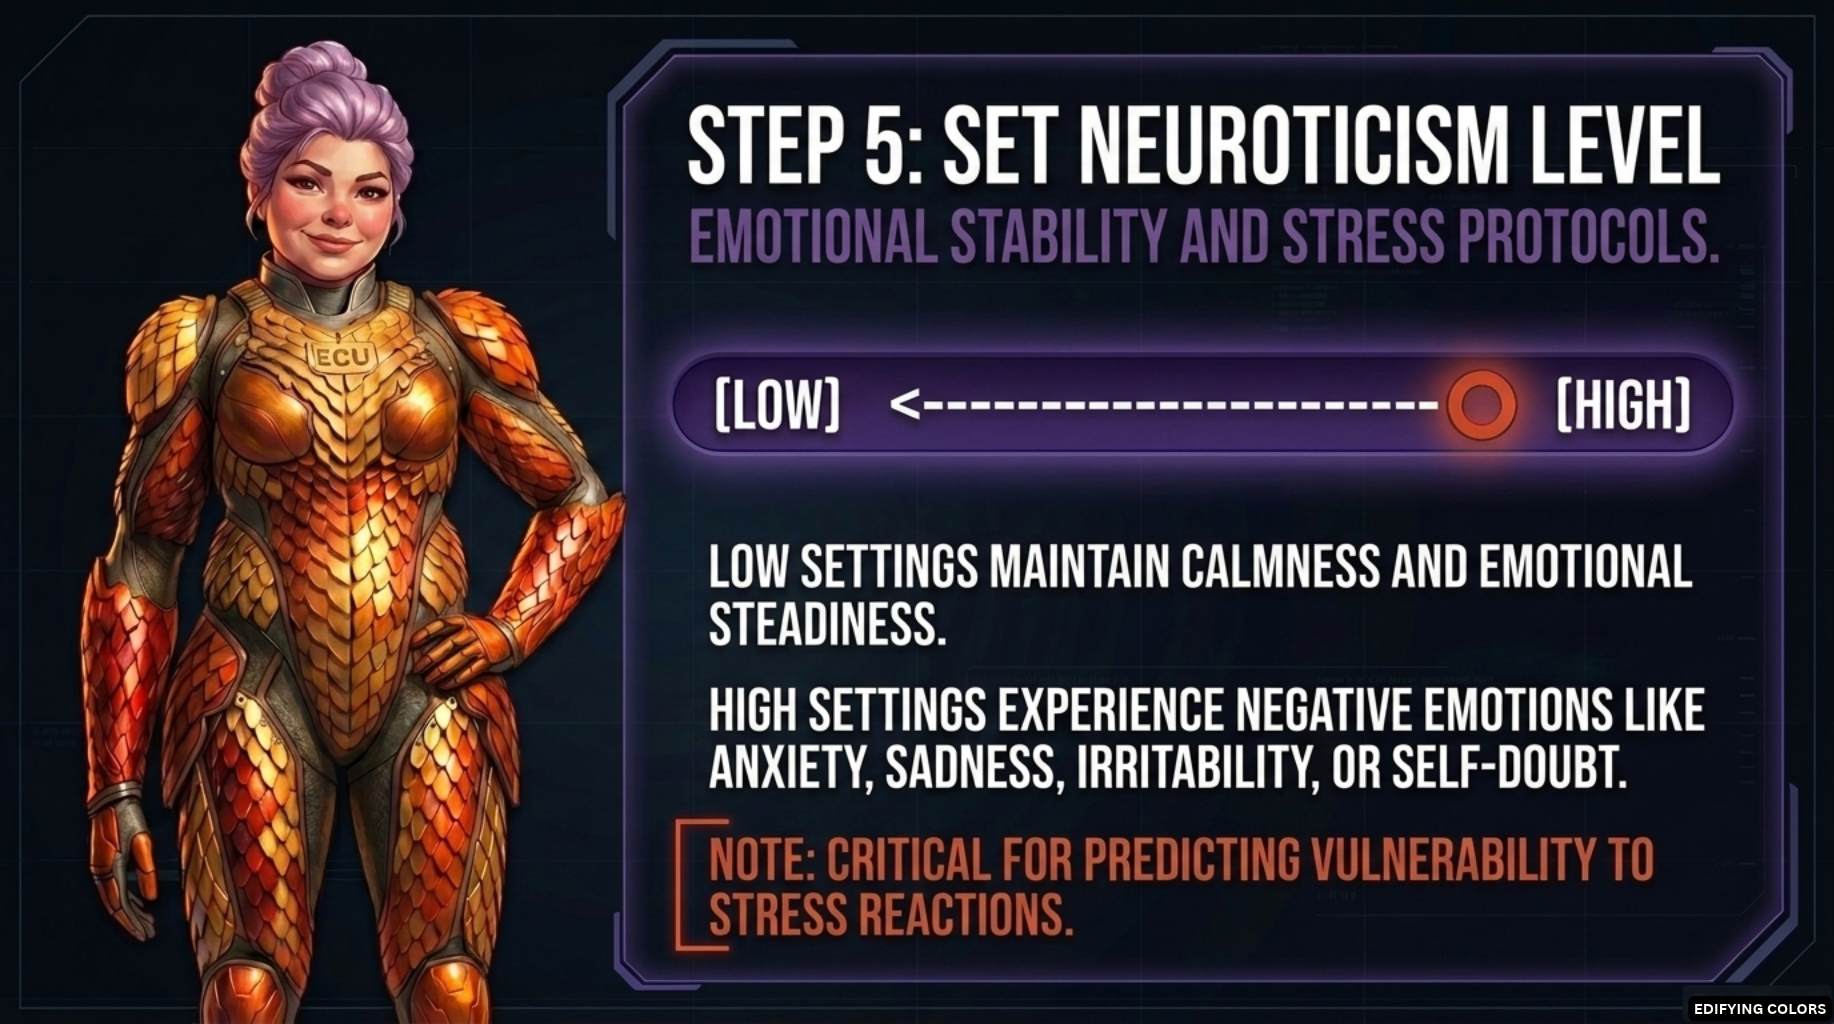 ECU
STEP 5: SET NEUROTICISM LEVEL
EMOTIONAL STABILITY AND STRESS PROTOCOLS.
[LOW] <---------------------- [HIGH]
LOW SETTINGS MAINTAIN CALMNESS AND EMOTIONAL
STEADINESS.
HIGH SETTINGS EXPERIENCE NEGATIVE EMOTIONS LIKE
ANXIETY, SADNESS, IRRITABILITY, OR SELF-DOUBT.
NOTE: CRITICAL FOR PREDICTING VULNERABILITY TO
STRESS REACTIONS.
EDIFYING COLORS